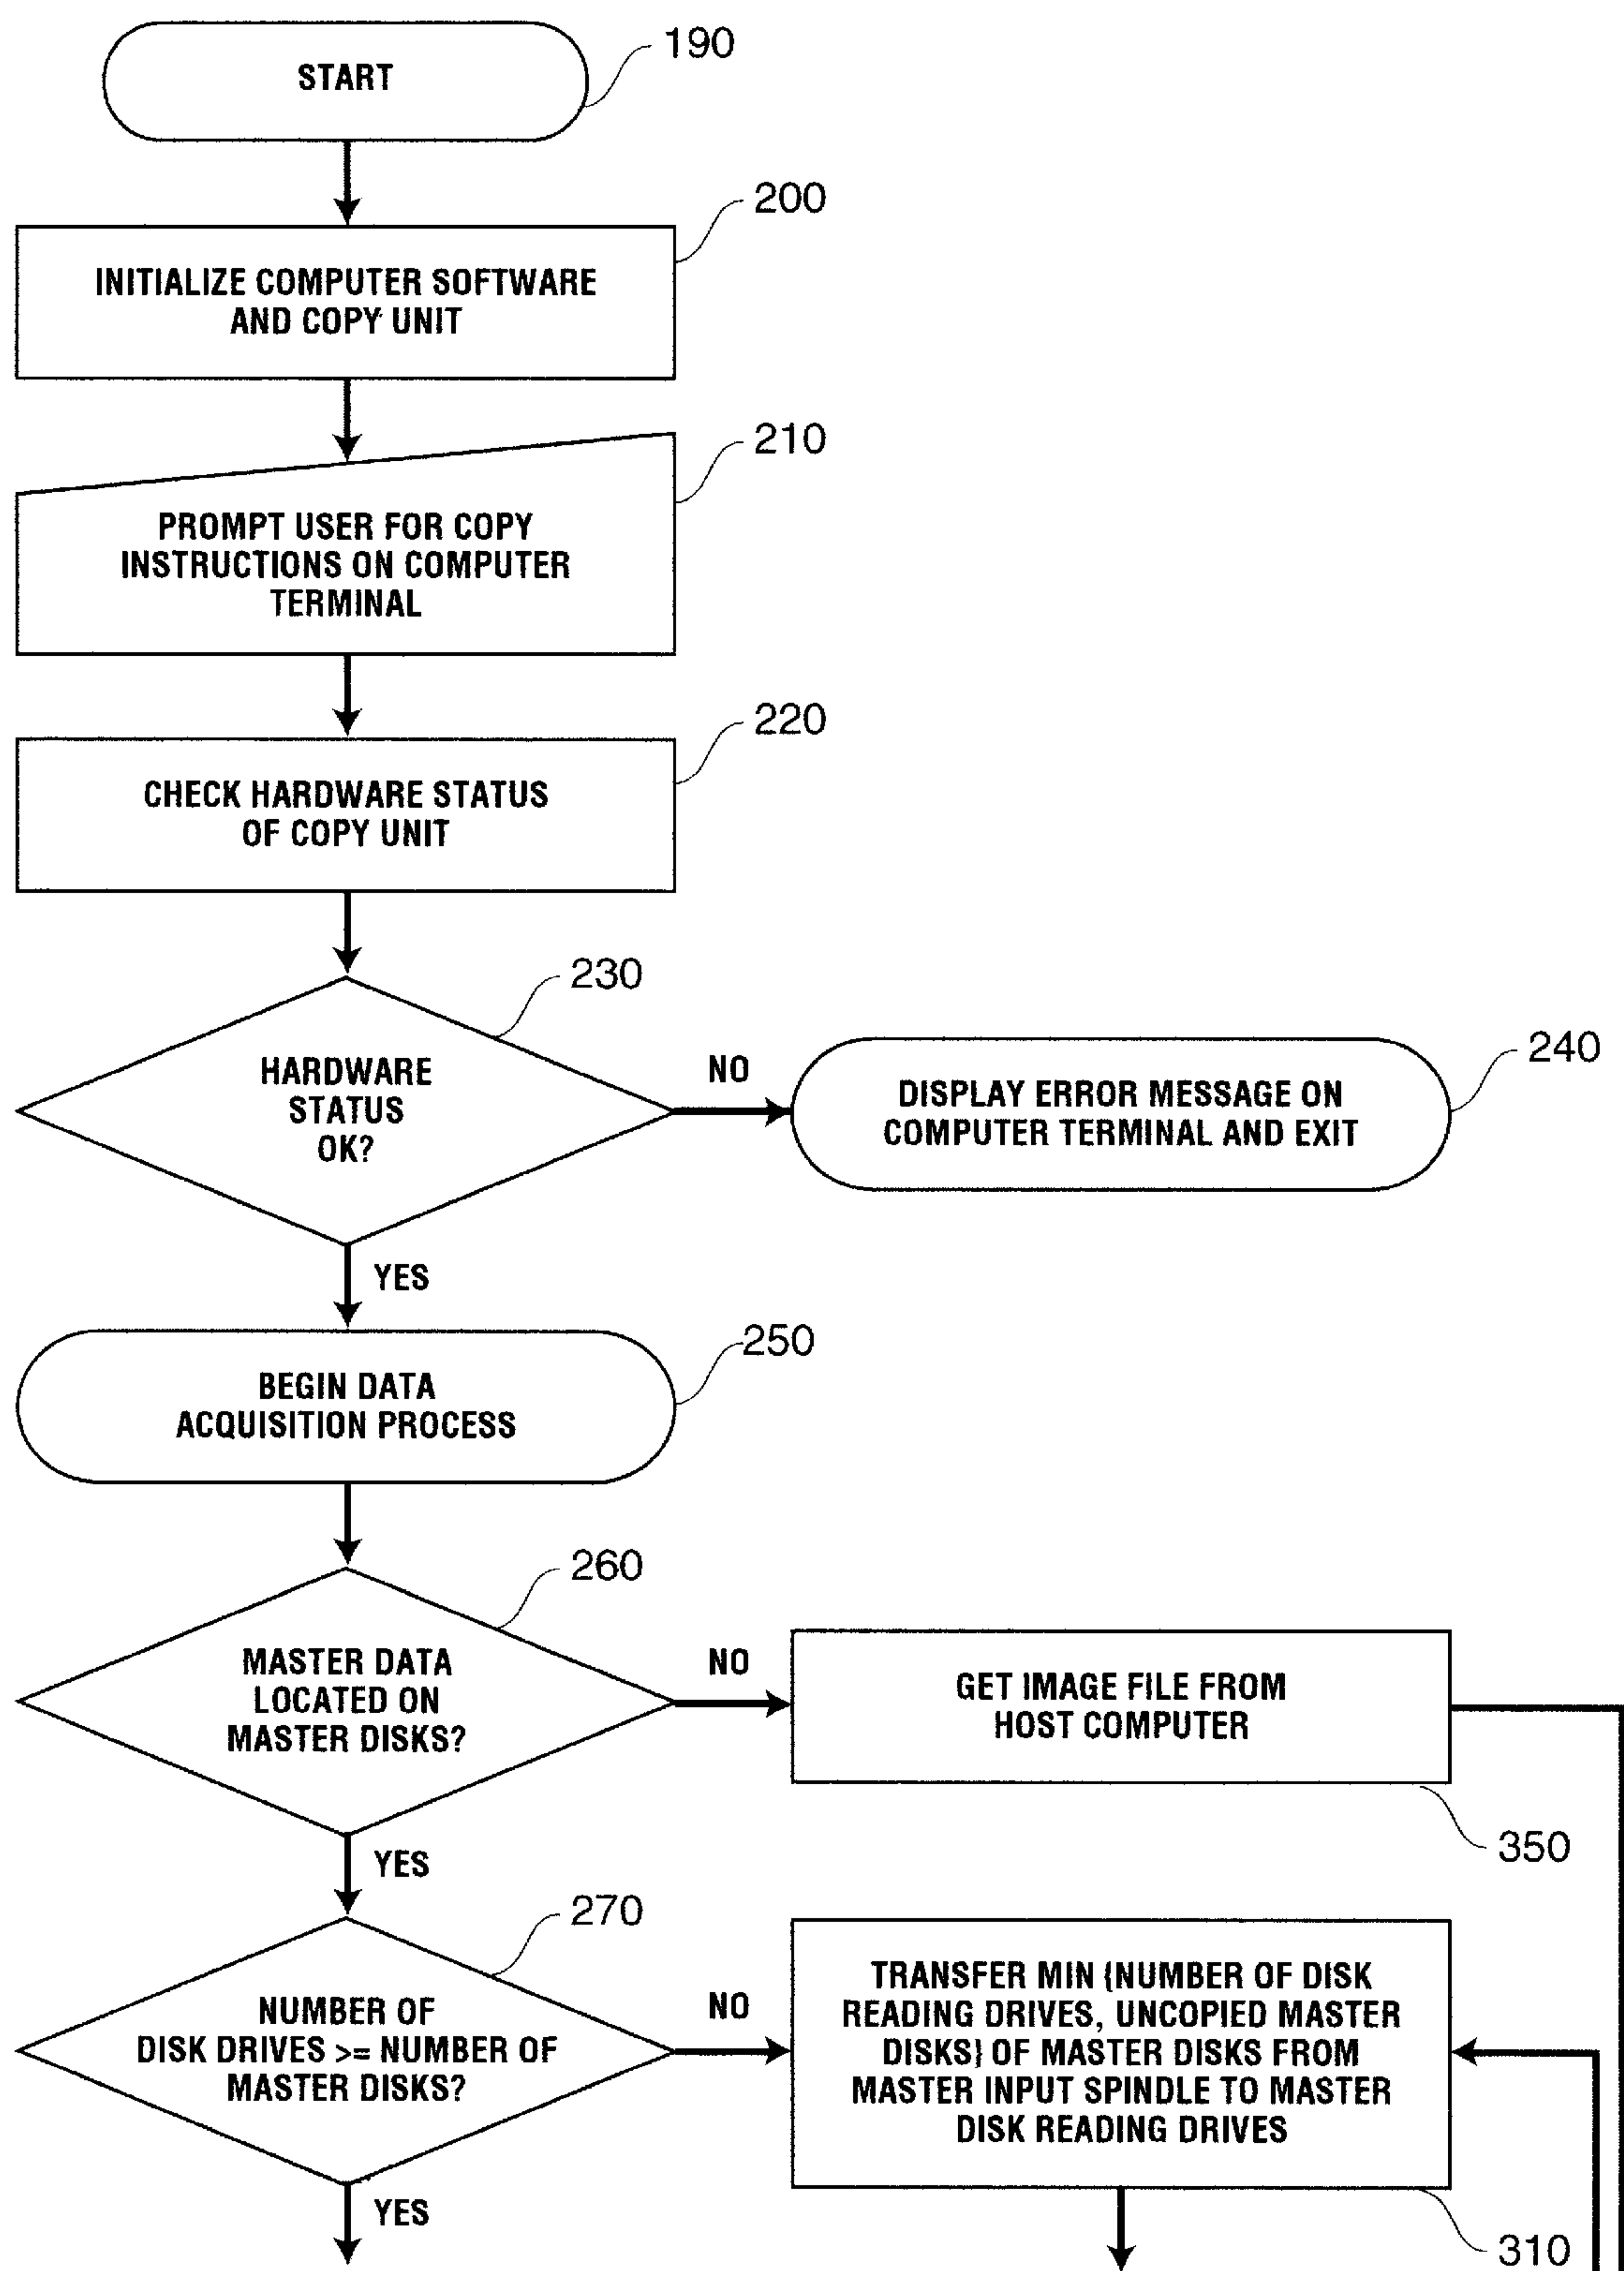 START
190
200
INITIALIZE COMPUTER SOFTWARE
AND COPY UNIT
210
PROMPT USER FOR COPY
INSTRUCTIONS ON COMPUTER
TERMINAL
220
CHECK HARDWARE STATUS
OF COPY UNIT
230
HARDWARE
STATUS
OK?
NO
240
DISPLAY ERROR MESSAGE ON
COMPUTER TERMINAL AND EXIT
YES
250
BEGIN DATA
ACQUISITION PROCESS
260
MASTER DATA
LOCATED ON
MASTER DISKS?
NO
GET IMAGE FILE FROM
HOST COMPUTER
350
YES
270
NUMBER OF
DISK DRIVES >= NUMBER OF
MASTER DISKS?
NO
TRANSFER MIN (NUMBER OF DISK
READING DRIVES, UNCOPIED MASTER
DISKS) OF MASTER DISKS FROM
MASTER INPUT SPINDLE TO MASTER
DISK READING DRIVES
YES
310